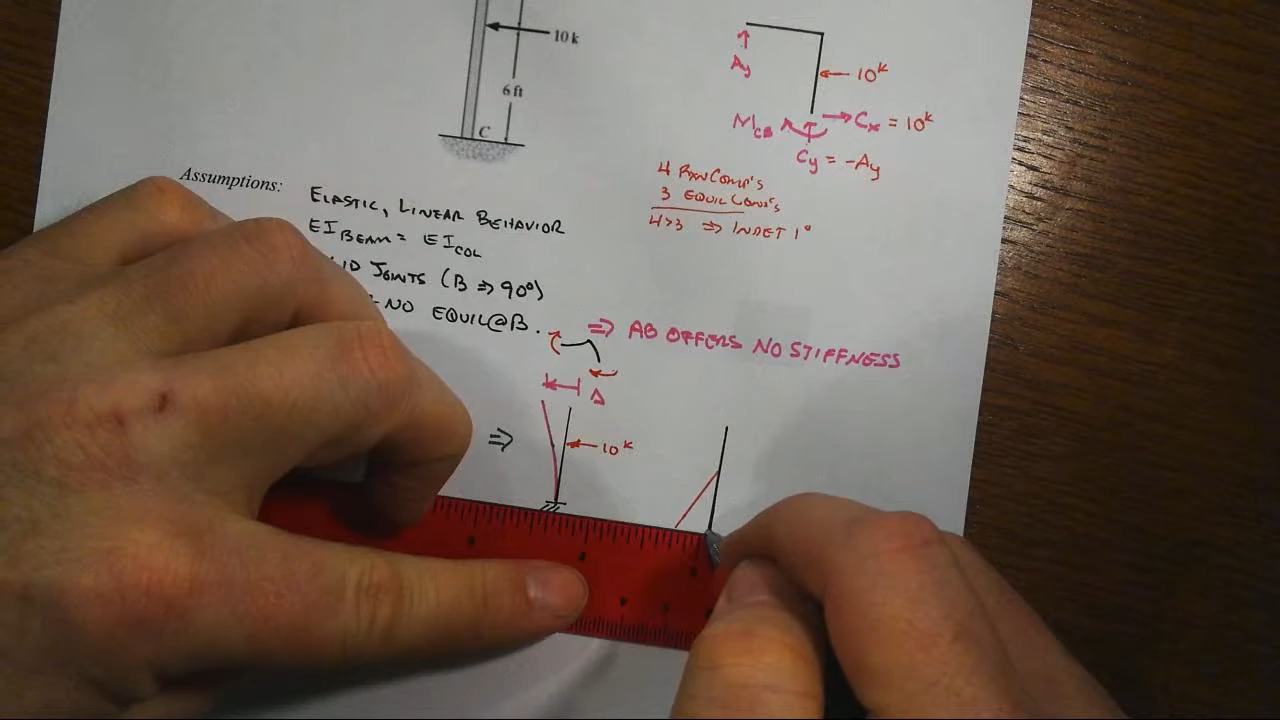 10 k
6 ft
C
Ay
10k
MCB
Cx = 10k
Cy = -Ay
4 RXN COMP'S
3 EQUIL
4>3 ⇒ INDET 1°
Assumptions:
ELASTIC, LINEAR BEHAVIOR
EI BEAM = EI COL
JOINTS (B ⇒ 90°)
NO EQUIL@B.
⇒ AB OFFERS NO STIFFNESS
Δ
⇒
10k